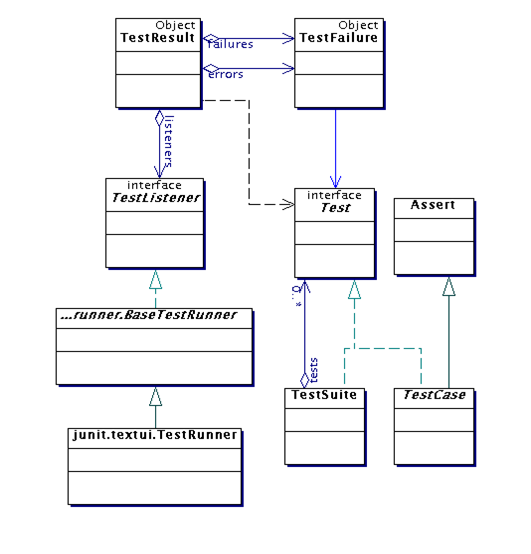 Object
TestResult
Object
TestFailure
failures
errors
listeners
interface
TestListener
interface
Test
Assert
...runner.BaseTestRunner
0..*
tests
TestSuite
TestCase
junit.textui.TestRunner